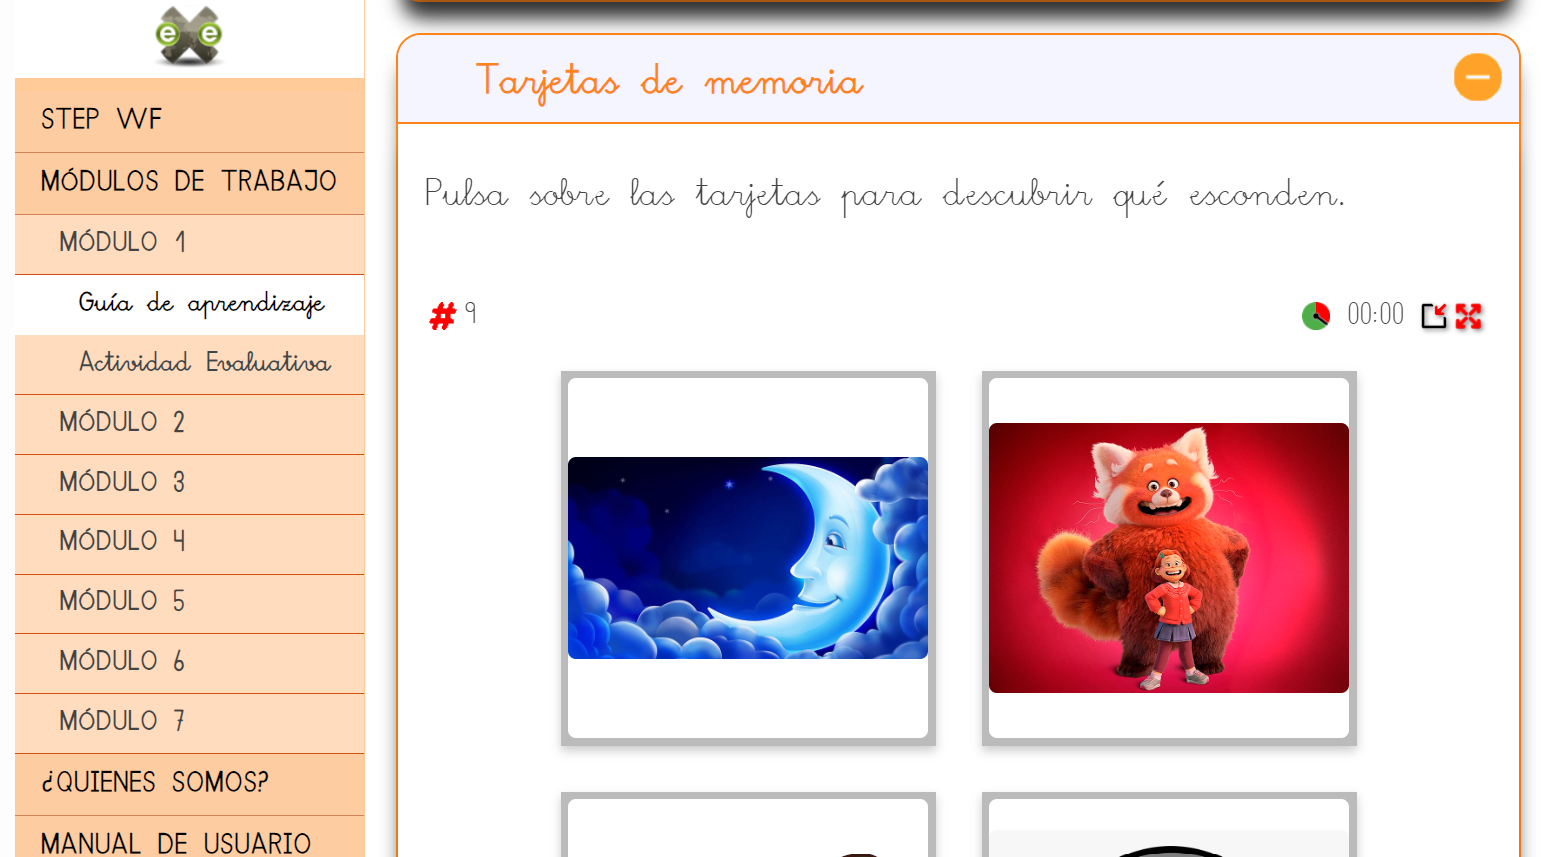 e e
STEP WF
MÓDULOS DE TRABAJO
MÓDULO 1
Guía de aprendizaje
Actividad Evaluativa
MÓDULO 2
MÓDULO 3
MÓDULO 4
MÓDULO 5
MÓDULO 6
MÓDULO 7
¿QUIENES SOMOS?
MANUAL DE USUARIO
Tarjetas de memoria
Pulsa sobre las tarjetas para descubrir qué esconden.
# 9
00:00